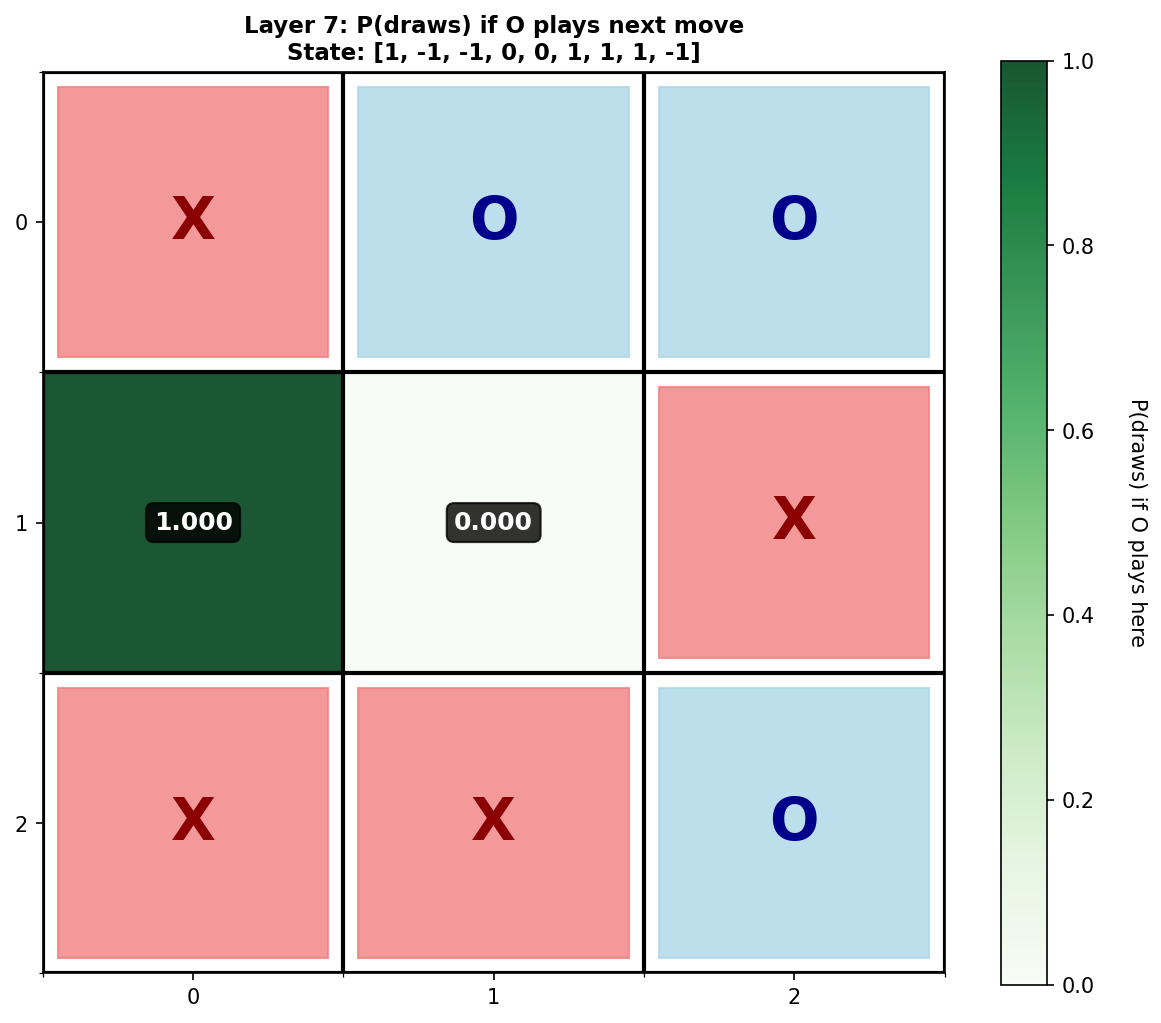 Layer 7: P(draws) if O plays next move
State: [1, -1, -1, 0, 0, 1, 1, 1, -1]
0
X
O
O
1
1.000
0.000
X
2
X
X
O
0
1
2
1.0
0.8
0.6
0.4
0.2
0.0
P(draws) if O plays here